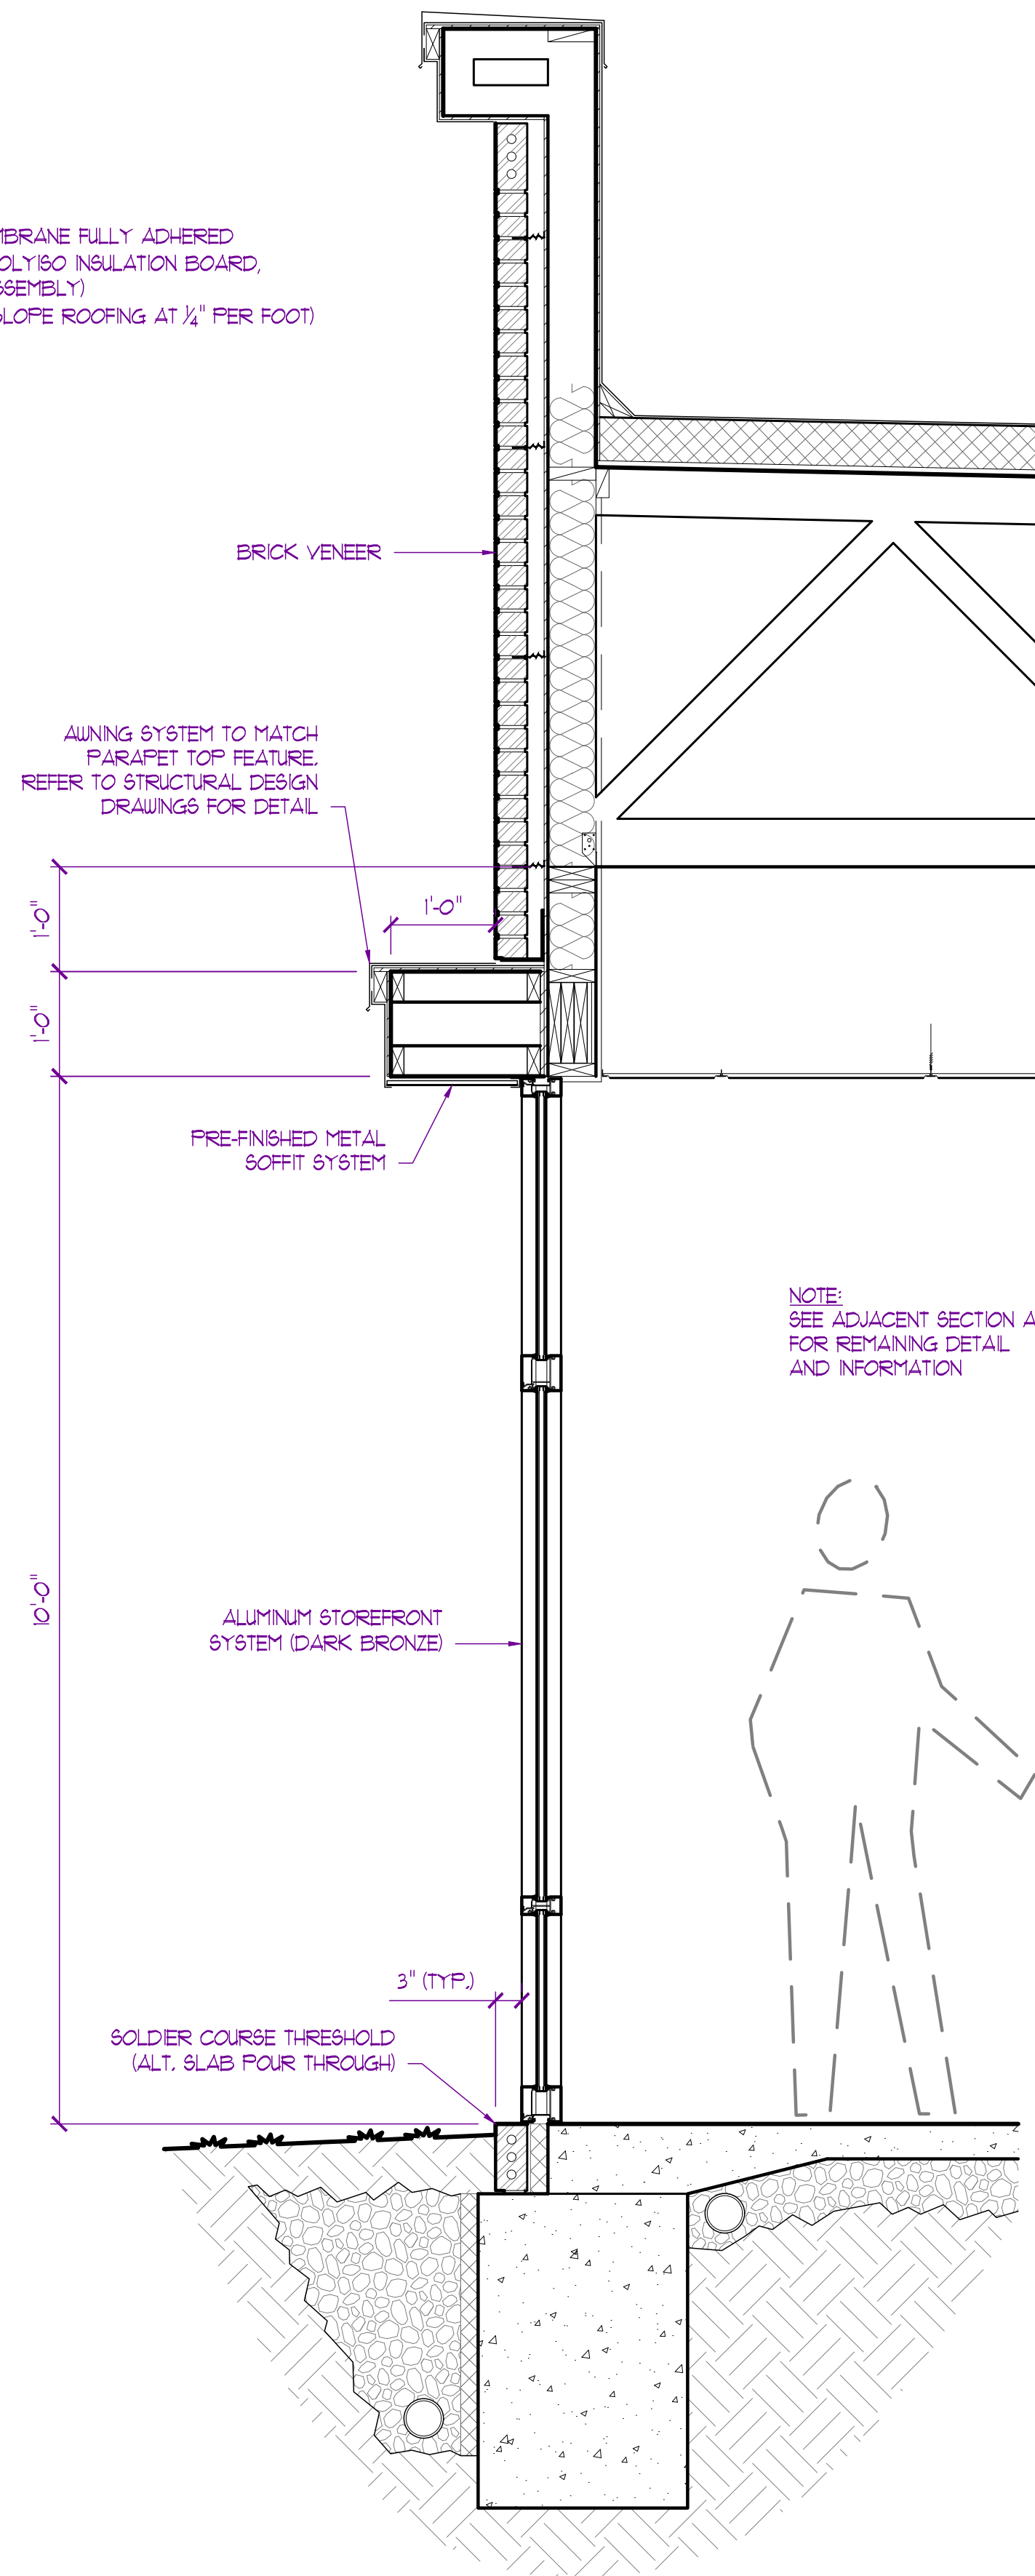 MBRANE FULLY ADHERED
OLYISO INSULATION BOARD,
SSEMBLY)
SLOPE ROOFING AT 1/4" PER FOOT)
BRICK VENEER
AWNING SYSTEM TO MATCH
PARAPET TOP FEATURE.
REFER TO STRUCTURAL DESIGN
DRAWINGS FOR DETAIL
1'-0"
1'-0"
1'-0"
PRE-FINISHED METAL
SOFFIT SYSTEM
NOTE:
SEE ADJACENT SECTION A
FOR REMAINING DETAIL
AND INFORMATION
10'-0"
ALUMINUM STOREFRONT
SYSTEM (DARK BRONZE)
3" (TYP.)
SOLDIER COURSE THRESHOLD
(ALT. SLAB POUR THROUGH)